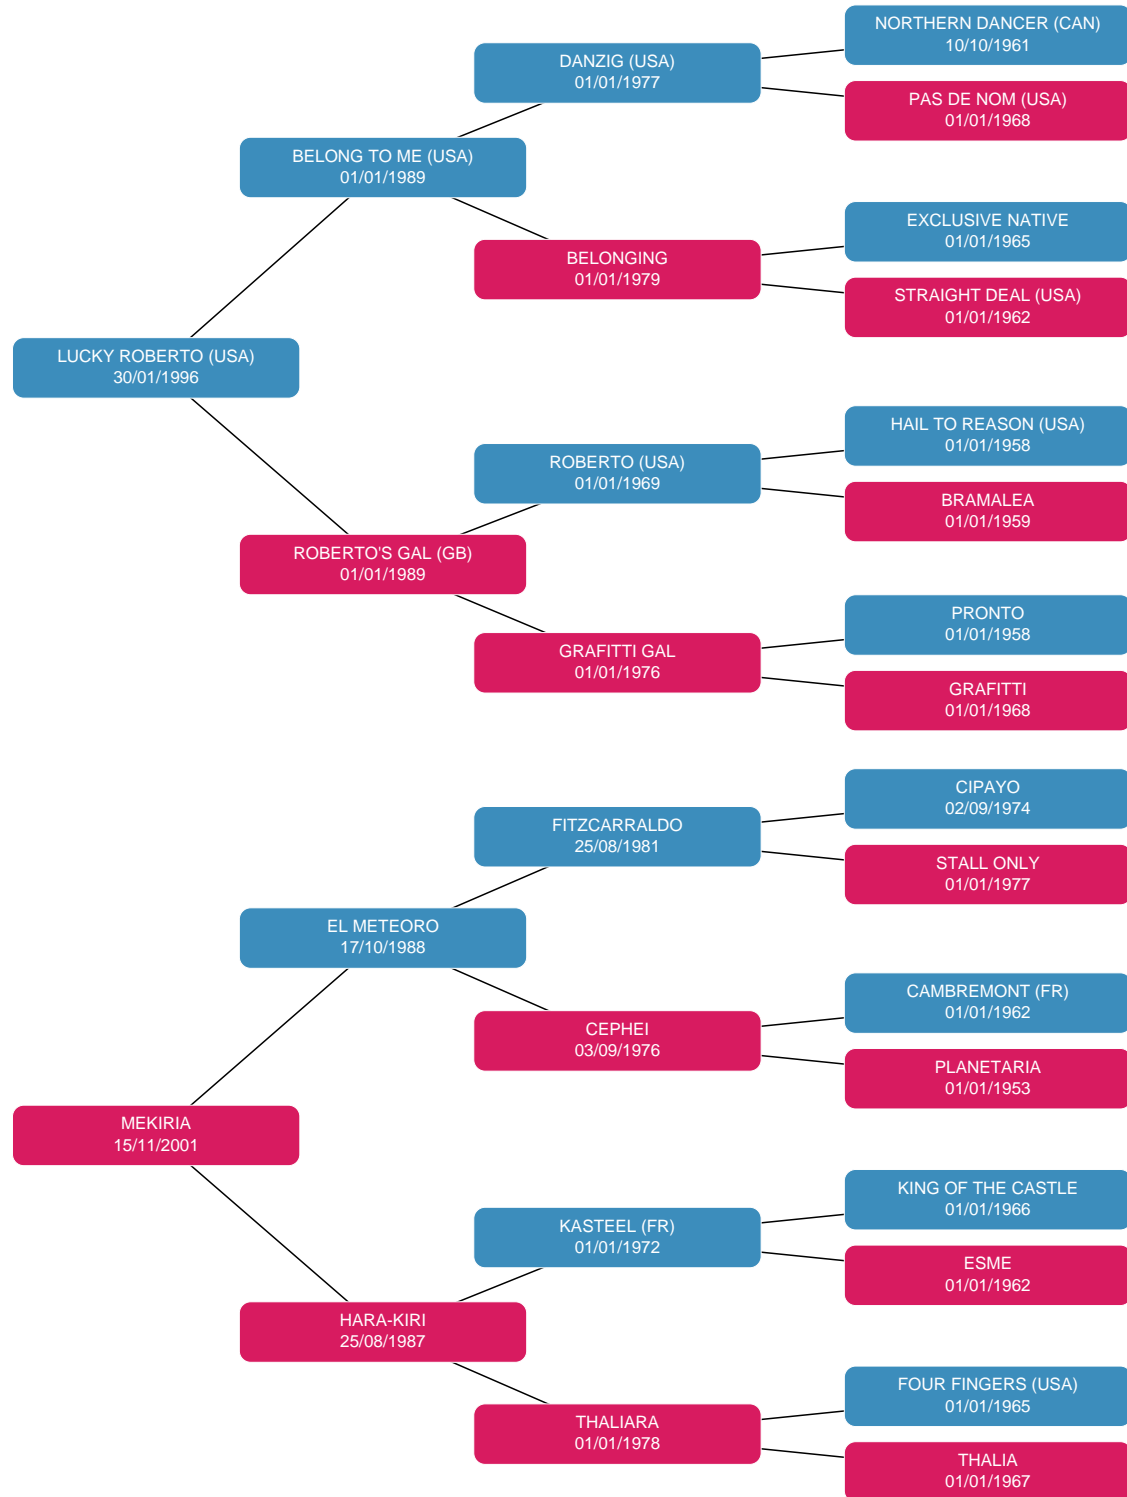 NORTHERN DANCER (CAN)
10/10/1961
DANZIG (USA)
01/01/1977
PAS DE NOM (USA)
01/01/1968
BELONG TO ME (USA)
01/01/1989
EXCLUSIVE NATIVE
01/01/1965
BELONGING
01/01/1979
STRAIGHT DEAL (USA)
01/01/1962
LUCKY ROBERTO (USA)
30/01/1996
HAIL TO REASON (USA)
01/01/1958
ROBERTO (USA)
01/01/1969
BRAMALEA
01/01/1959
ROBERTO'S GAL (GB)
01/01/1989
PRONTO
01/01/1958
GRAFITTI GAL
01/01/1976
GRAFITTI
01/01/1968
CIPAYO
02/09/1974
FITZCARRALDO
25/08/1981
STALL ONLY
01/01/1977
EL METEORO
17/10/1988
CAMBREMONT (FR)
01/01/1962
CEPHEI
03/09/1976
PLANETARIA
01/01/1953
MEKIRIA
15/11/2001
KING OF THE CASTLE
01/01/1966
KASTEEL (FR)
01/01/1972
ESME
01/01/1962
HARA-KIRI
25/08/1987
FOUR FINGERS (USA)
01/01/1965
THALIARA
01/01/1978
THALIA
01/01/1967